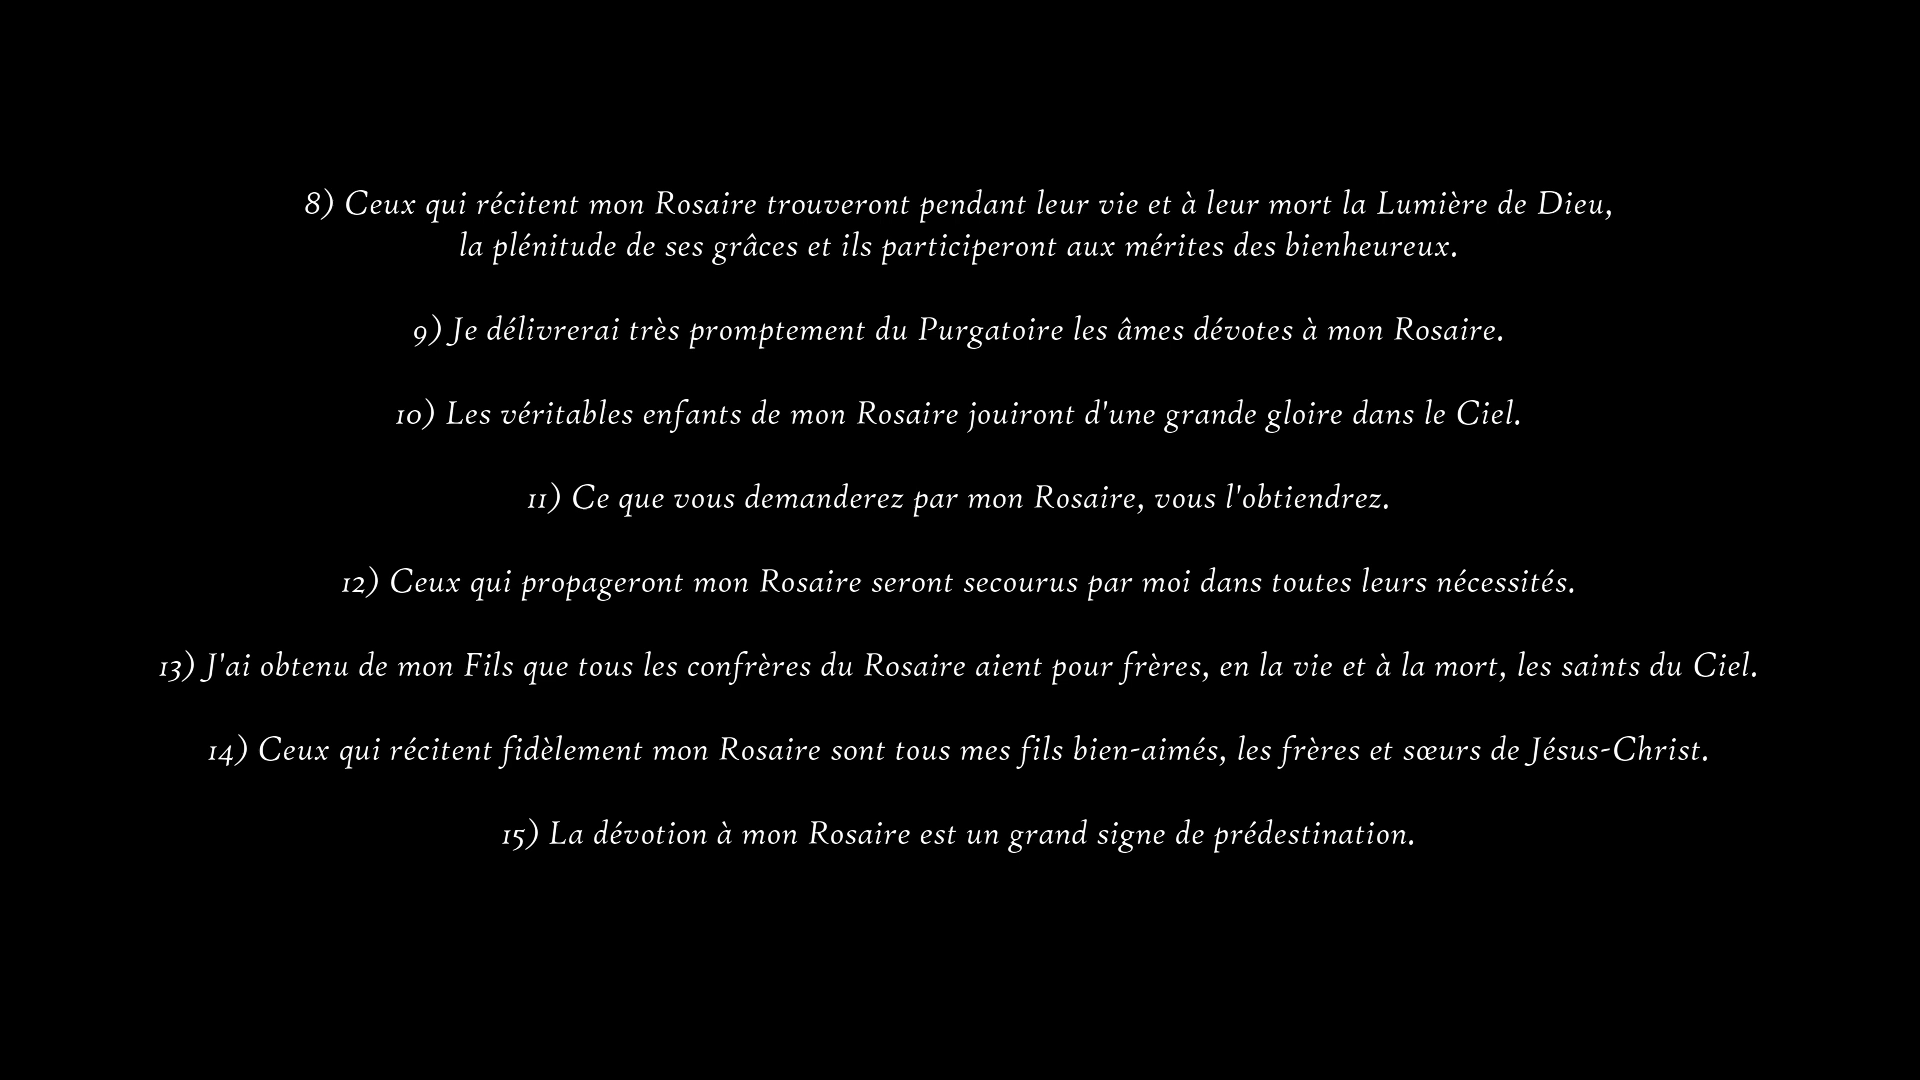 8) Ceux qui récitent mon Rosaire trouveront pendant leur vie et à leur mort la Lumière de Dieu,
la plénitude de ses grâces et ils participeront aux mérites des bienheureux.
9) Je délivrerai très promptement du Purgatoire les âmes dévotes à mon Rosaire.
10) Les véritables enfants de mon Rosaire jouiront d'une grande gloire dans le Ciel.
11) Ce que vous demanderez par mon Rosaire, vous l'obtiendrez.
12) Ceux qui propageront mon Rosaire seront secourus par moi dans toutes leurs nécessités.
13) J'ai obtenu de mon Fils que tous les confrères du Rosaire aient pour frères, en la vie et à la mort, les saints du Ciel.
14) Ceux qui récitent fidèlement mon Rosaire sont tous mes fils bien-aimés, les frères et sœurs de Jésus-Christ.
15) La dévotion à mon Rosaire est un grand signe de prédestination.